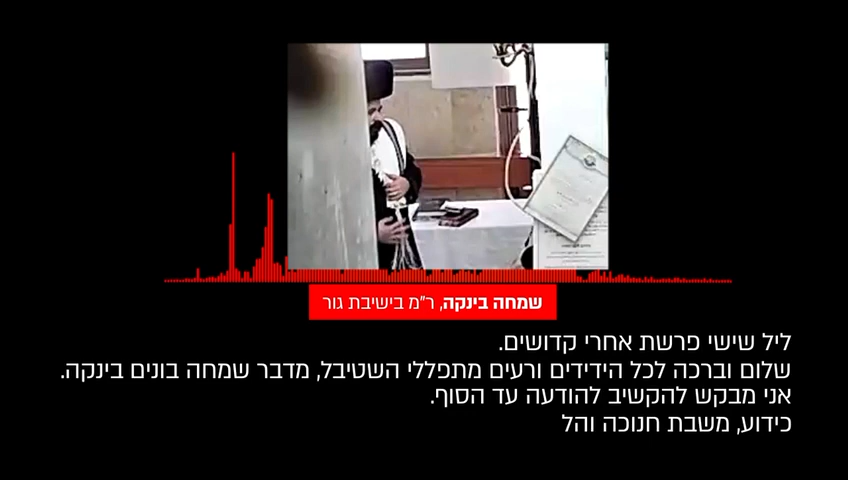 שמחה בינקה, ר"מ בישיבת גור
ליל שישי פרשת אחרי קדושים.
שלום וברכה לכל הידידים ורעים מתפללי השטיבל, מדבר שמחה בונים בינקה.
אני מבקש להקשיב להודעה עד הסוף.
כידוע, משבת חנוכה והל